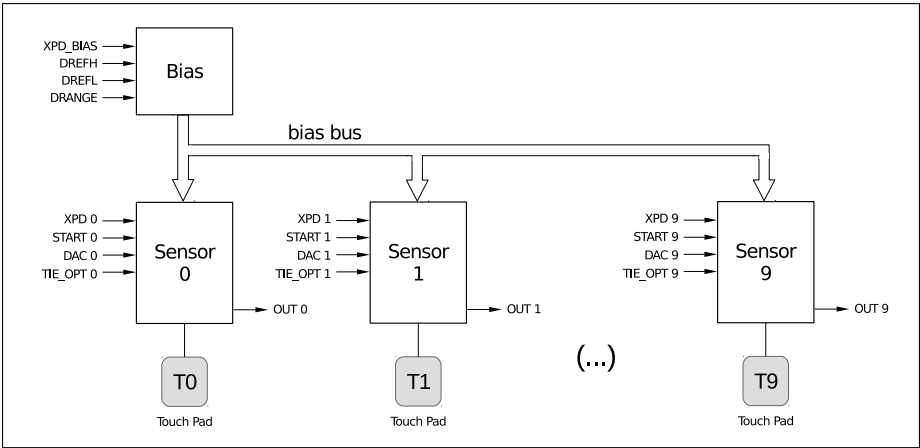 XPD_BIAS
DREFH
DREFL
DRANGE
Bias
bias bus
XPD 0
START 0
DAC 0
TIE_OPT 0
Sensor
0
OUT 0
XPD 1
START 1
DAC 1
TIE_OPT 1
Sensor
1
OUT 1
XPD 9
START 9
DAC 9
TIE_OPT 9
Sensor
9
OUT 9
(...)
T0
T1
T9
Touch Pad
Touch Pad
Touch Pad